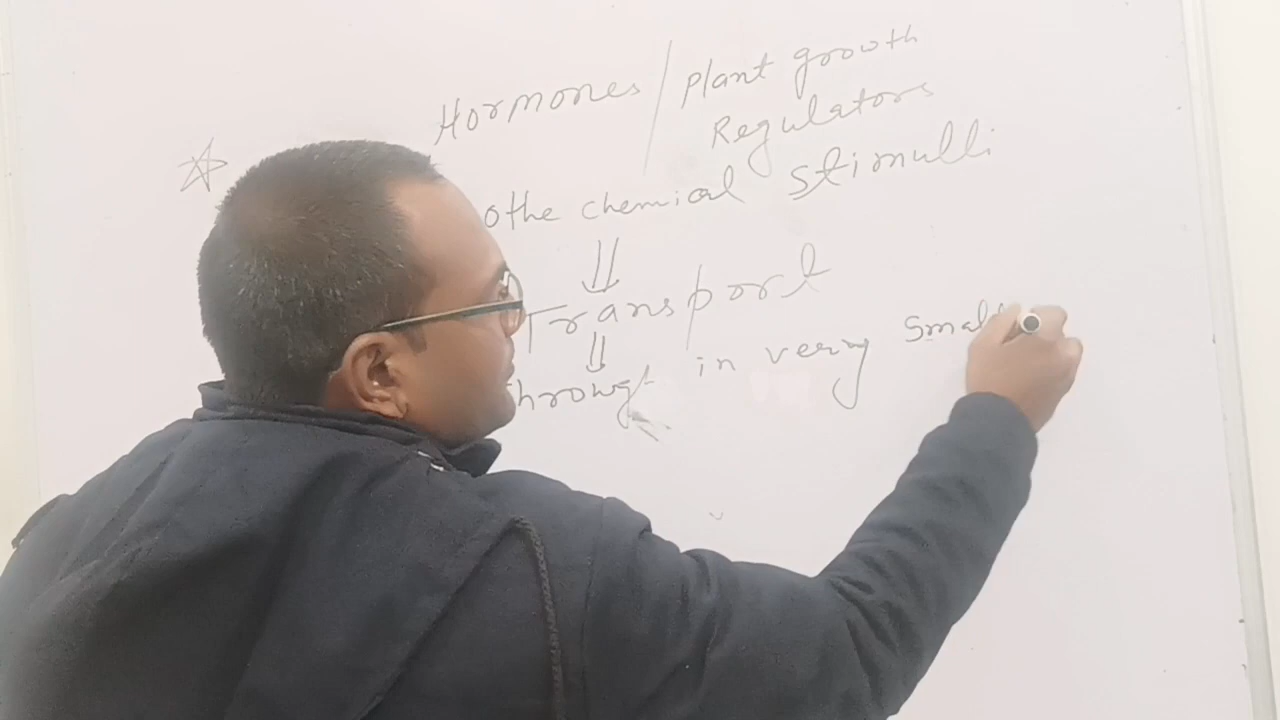 Hormones / plant growth
Regulators
othe chemical stimulli
Transport
in very small